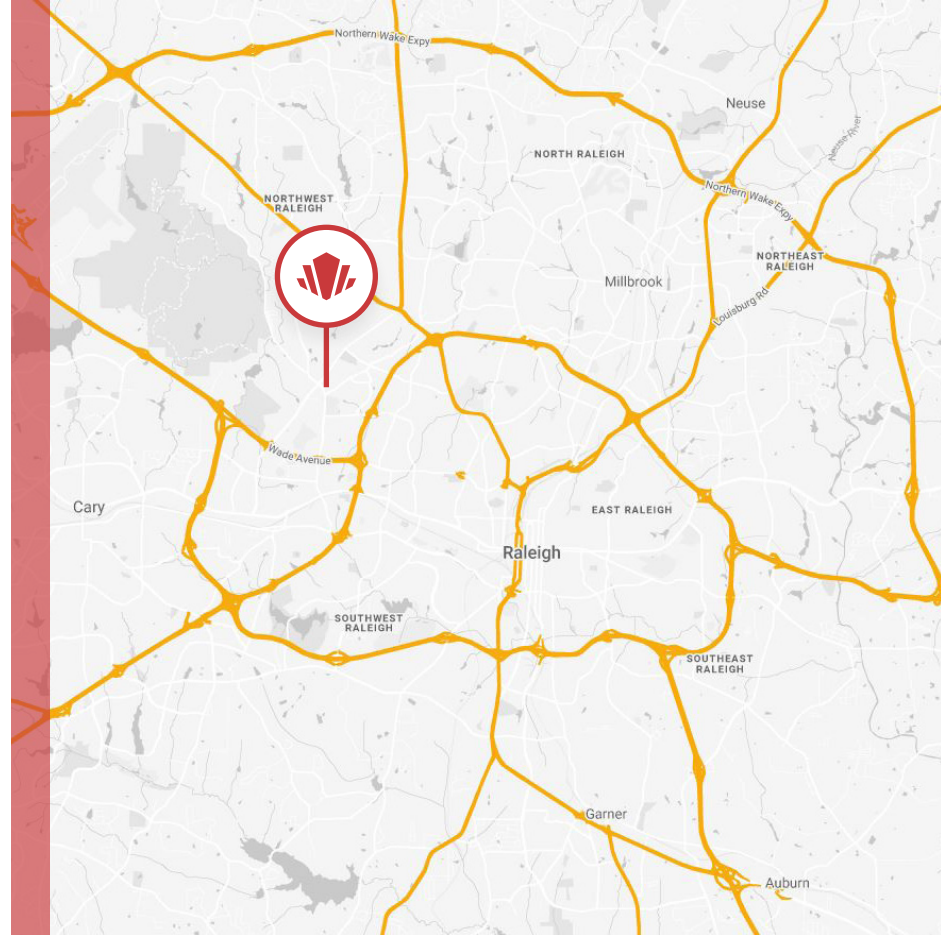 Northern Wake Expy
Neuse
Neuse River
NORTH RALEIGH
Northern Wake Expy
NORTHWEST
RALEIGH
NORTHEAST
RALEIGH
Millbrook
Louisburg Rd
Wade Avenue
Cary
EAST RALEIGH
Raleigh
SOUTHWEST
RALEIGH
SOUTHEAST
RALEIGH
Garner
Auburn